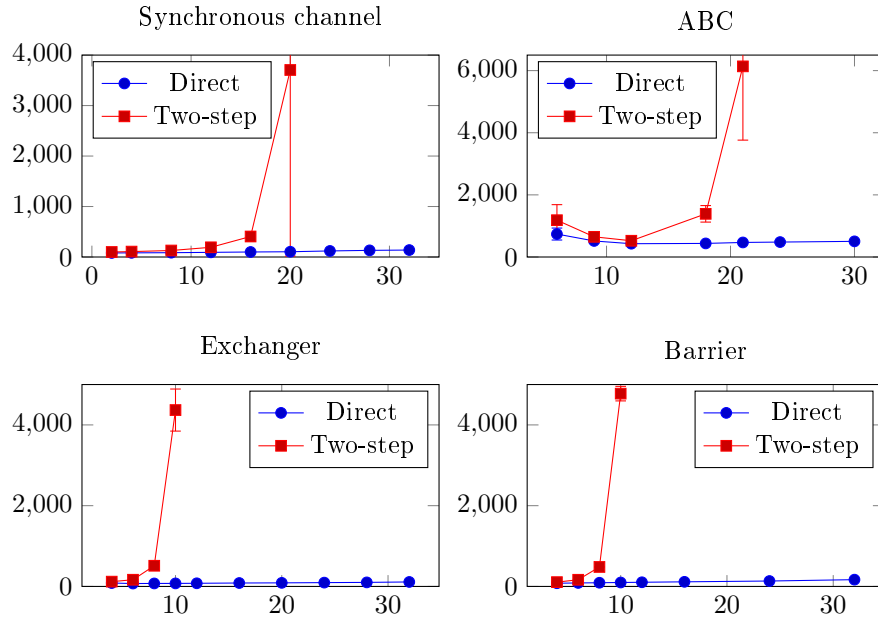 Synchronous channel
4,000
3,000
2,000
1,000
0
Direct
Two-step
0 10 20 30
ABC
6,000
4,000
2,000
0
Direct
Two-step
10 20 30
Exchanger
4,000
2,000
0
Direct
Two-step
10 20 30
Barrier
4,000
2,000
0
Direct
Two-step
10 20 30